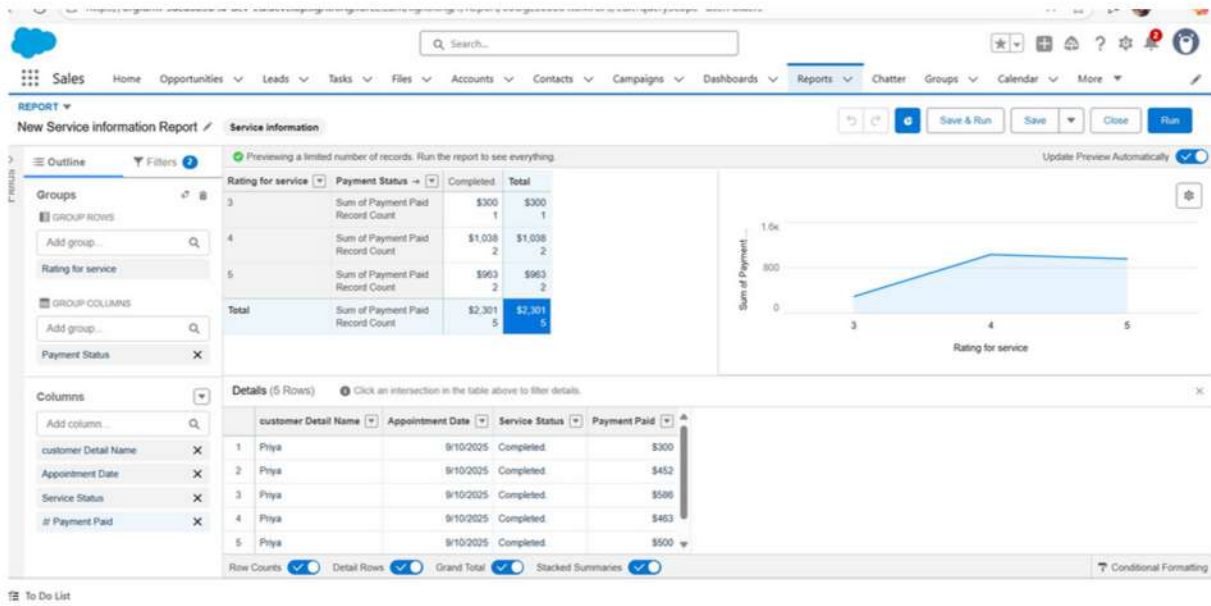 Search...
2
Sales Home Opportunities Leads Tasks Files Accounts Contacts Campaigns Dashboards Reports Chatter Groups Calendar More
REPORT
New Service information Report Service information
Save & Run Save Close Run
Fields
Outline Filters 2
Previewing a limited number of records. Run the report to see everything.
Update Preview Automatically
Groups
GROUP ROWS
Add group...
Rating for service
GROUP COLUMNS
Add group...
Payment Status
Columns
Add column...
customer Detail Name
Appointment Date
Service Status
# Payment Paid
Rating for service Payment Status → Completed. Total
3 Sum of Payment Paid $300 $300
Record Count 1 1
4 Sum of Payment Paid $1,038 $1,038
Record Count 2 2
5 Sum of Payment Paid $963 $963
Record Count 2 2
Total Sum of Payment Paid $2,301 $2,301
Record Count 5 5
Sum of Payment ...
1.6K
800
0
3 4 5
Rating for service
Details (5 Rows) Click an intersection in the table above to filter details.
customer Detail Name Appointment Date Service Status Payment Paid
1 Priya 9/10/2025 Completed. $300
2 Priya 9/10/2025 Completed. $452
3 Priya 9/10/2025 Completed. $586
4 Priya 9/10/2025 Completed. $463
5 Priya 9/10/2025 Completed. $500
Row Counts Detail Rows Grand Total Stacked Summaries Conditional Formatting
To Do List